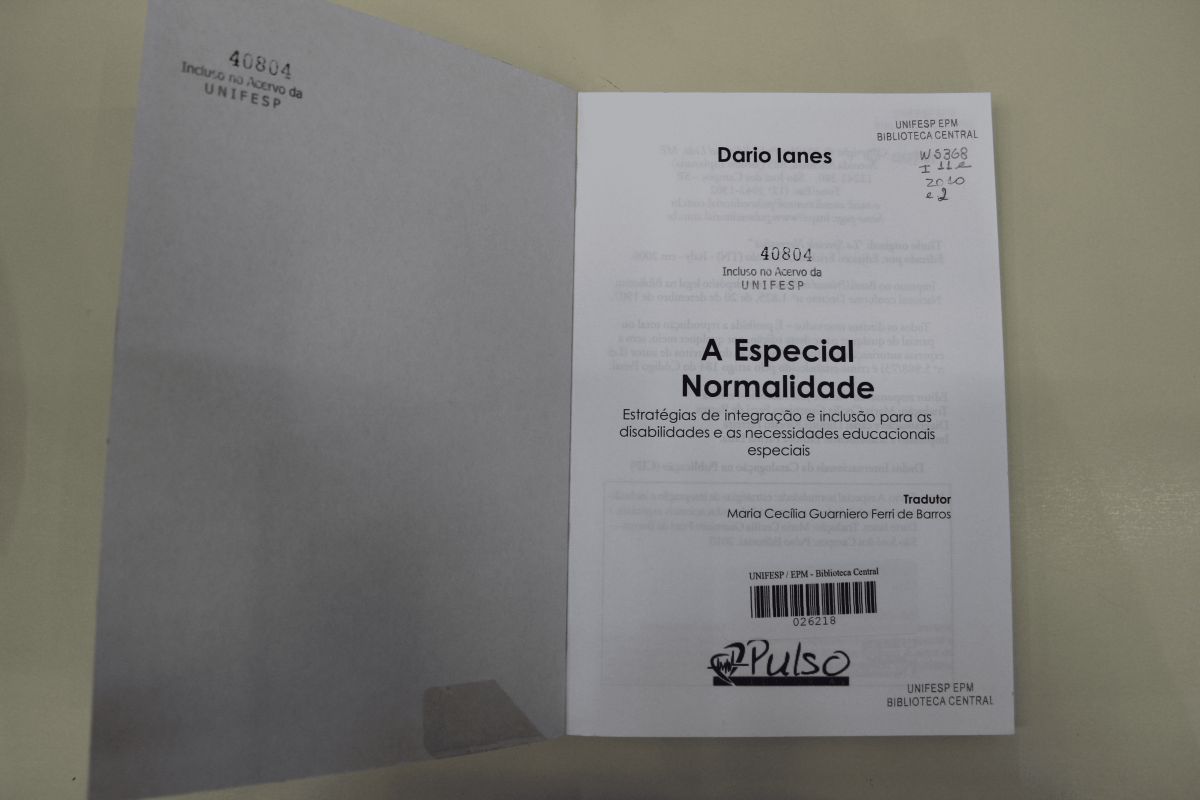 40804
Incluso no Acervo da
UNIFESP
UNIFESP EPM
BIBLIOTECA CENTRAL
Dario Ianes
WS368
I 11e
2010
e 2
40804
Incluso no Acervo da
UNIFESP
A Especial
Normalidade
Estratégias de integração e inclusão para as
disabilidades e as necessidades educacionais
especiais
Tradutor
Maria Cecília Guarniero Ferri de Barros
UNIFESP / EPM - Biblioteca Central
026218
Pulso
UNIFESP EPM
BIBLIOTECA CENTRAL